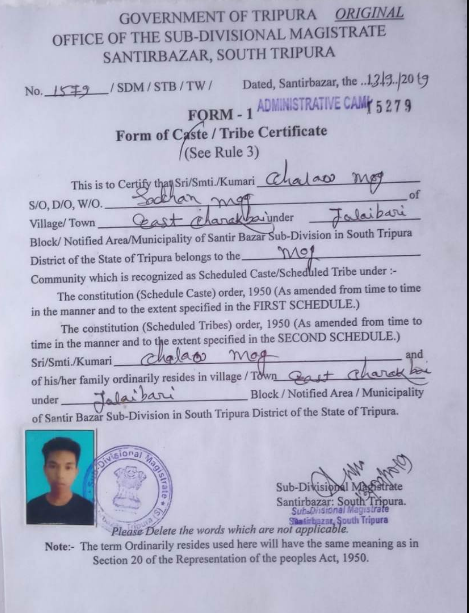 GOVERNMENT OF TRIPURA ORIGINAL
OFFICE OF THE SUB-DIVISIONAL MAGISTRATE
SANTIRBAZAR, SOUTH TRIPURA
No. 1579 / SDM / STB / TW / Dated, Santirbazar, the ..13/9../2019
ADMINISTRATIVE CAMP 15279
FORM - 1
Form of Caste / Tribe Certificate
(See Rule 3)
This is to Certify that Sri/Smti./Kumari Chalaw Mog
S/O, D/O, W/O. Sadhan Mog of
Village/ Town East Charakbai under Jalaibari
Block/ Notified Area/Municipality of Santir Bazar Sub-Division in South Tripura
District of the State of Tripura belongs to the Mog
Community which is recognized as Scheduled Caste/Scheduled Tribe under :-
The constitution (Schedule Caste) order, 1950 (As amended from time to time
in the manner and to the extent specified in the FIRST SCHEDULE.)
The constitution (Scheduled Tribes) order, 1950 (As amended from time to
time in the manner and to the extent specified in the SECOND SCHEDULE.)
Sri/Smti./Kumari Chalaw Mog and
of his/her family ordinarily resides in village / Town East Charakbai
under Jalaibari Block / Notified Area / Municipality
of Santir Bazar Sub-Division in South Tripura District of the State of Tripura.
Sub-Divisional Magistrate
Sub-Divisional Magistrate
Santirbazar: South Tripura.
Sub-Divisional Magistrate
Santirbazar, South Tripura
Please Delete the words which are not applicable.
Note:- The term Ordinarily resides used here will have the same meaning as in
Section 20 of the Representation of the peoples Act, 1950.